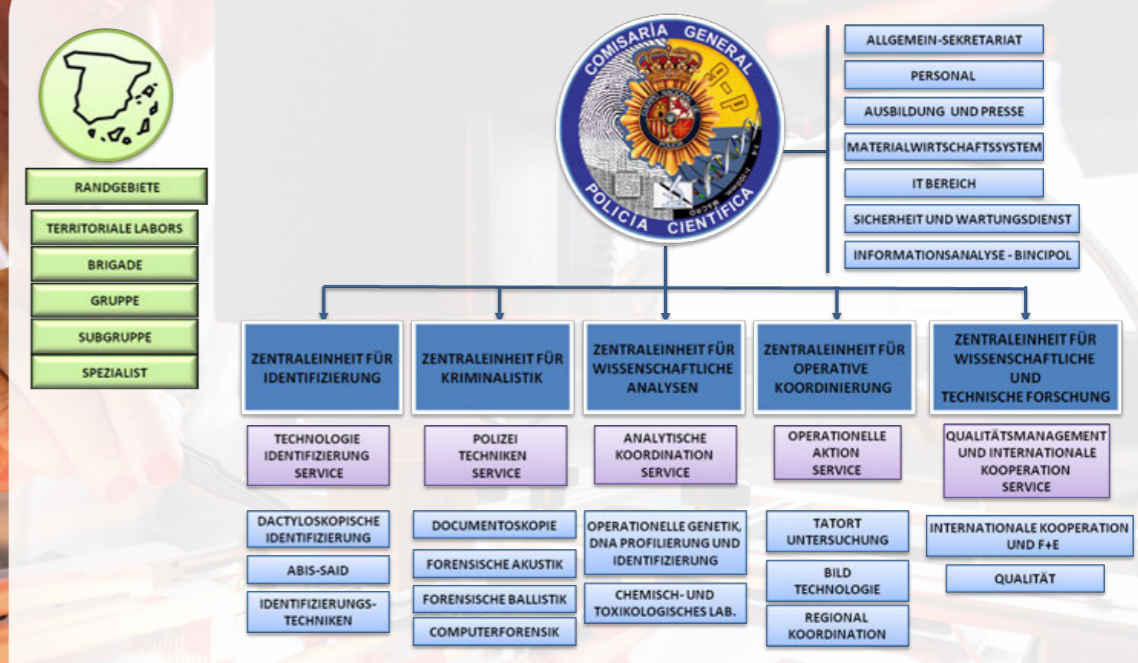 COMISARÍA GENERAL
POLICÍA CIENTÍFICA
ALLGEMEIN-SEKRETARIAT
PERSONAL
AUSBILDUNG UND PRESSE
MATERIALWIRTSCHAFTSSYSTEM
IT BEREICH
SICHERHEIT UND WARTUNGSDIENST
INFORMATIONSANALYSE - BINCIPOL
RANDGEBIETE
TERRITORIALE LABORS
BRIGADE
GRUPPE
SUBGRUPPE
SPEZIALIST
ZENTRALEINHEIT FÜR
IDENTIFIZIERUNG
TECHNOLOGIE
IDENTIFIZIERUNG
SERVICE
DACTYLOSKOPISCHE
IDENTIFIZIERUNG
ABIS-SAID
IDENTIFIZIERUNGS-
TECHNIKEN
ZENTRALEINHEIT FÜR
KRIMINALISTIK
POLIZEI
TECHNIKEN
SERVICE
DOCUMENTOSKOPIE
FORENSISCHE AKUSTIK
FORENSISCHE BALLISTIK
COMPUTERFORENSIK
ZENTRALEINHEIT FÜR
WISSENSCHAFTLICHE
ANALYSEN
ANALYTISCHE
KOORDINATION
SERVICE
OPERATIONELLE GENETIK,
DNA PROFILIERUNG UND
IDENTIFIZIERUNG
CHEMISCH- UND
TOXIKOLOGISCHES LAB.
ZENTRALEINHEIT FÜR
OPERATIVE
KOORDINIERUNG
OPERATIONELLE
AKTION
SERVICE
TATORT
UNTERSUCHUNG
BILD
TECHNOLOGIE
REGIONAL
KOORDINATION
ZENTRALEINHEIT FÜR
WISSENSCHAFTLICHE
UND
TECHNISCHE FORSCHUNG
QUALITÄTSMANAGEMENT
UND INTERNATIONALE
KOOPERATION
SERVICE
INTERNATIONALE KOOPERATION
UND F+E
QUALITÄT